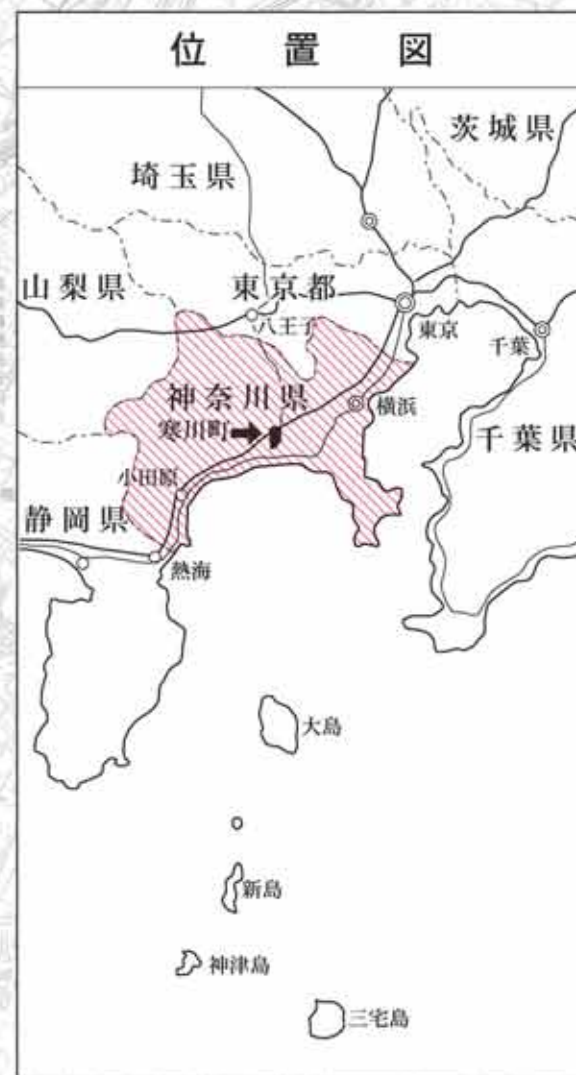 位置図
茨城県
埼玉県
山梨県
東京都
八王子
東京
千葉
神奈川県
横浜
寒川町
千葉県
小田原
静岡県
熱海
大島
新島
神津島
三宅島